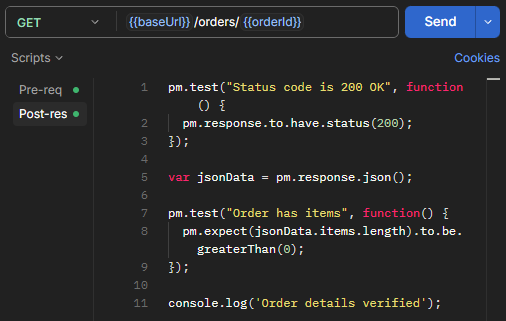 GET {{baseUrl}} /orders/ {{orderId}} Send
Scripts Cookies
Pre-req
Post-res
1 pm.test("Status code is 200 OK", function
() {
2 pm.response.to.have.status(200);
3 });
4
5 var jsonData = pm.response.json();
6
7 pm.test("Order has items", function() {
8 pm.expect(jsonData.items.length).to.be.
greaterThan(0);
9 });
10
11 console.log('Order details verified');